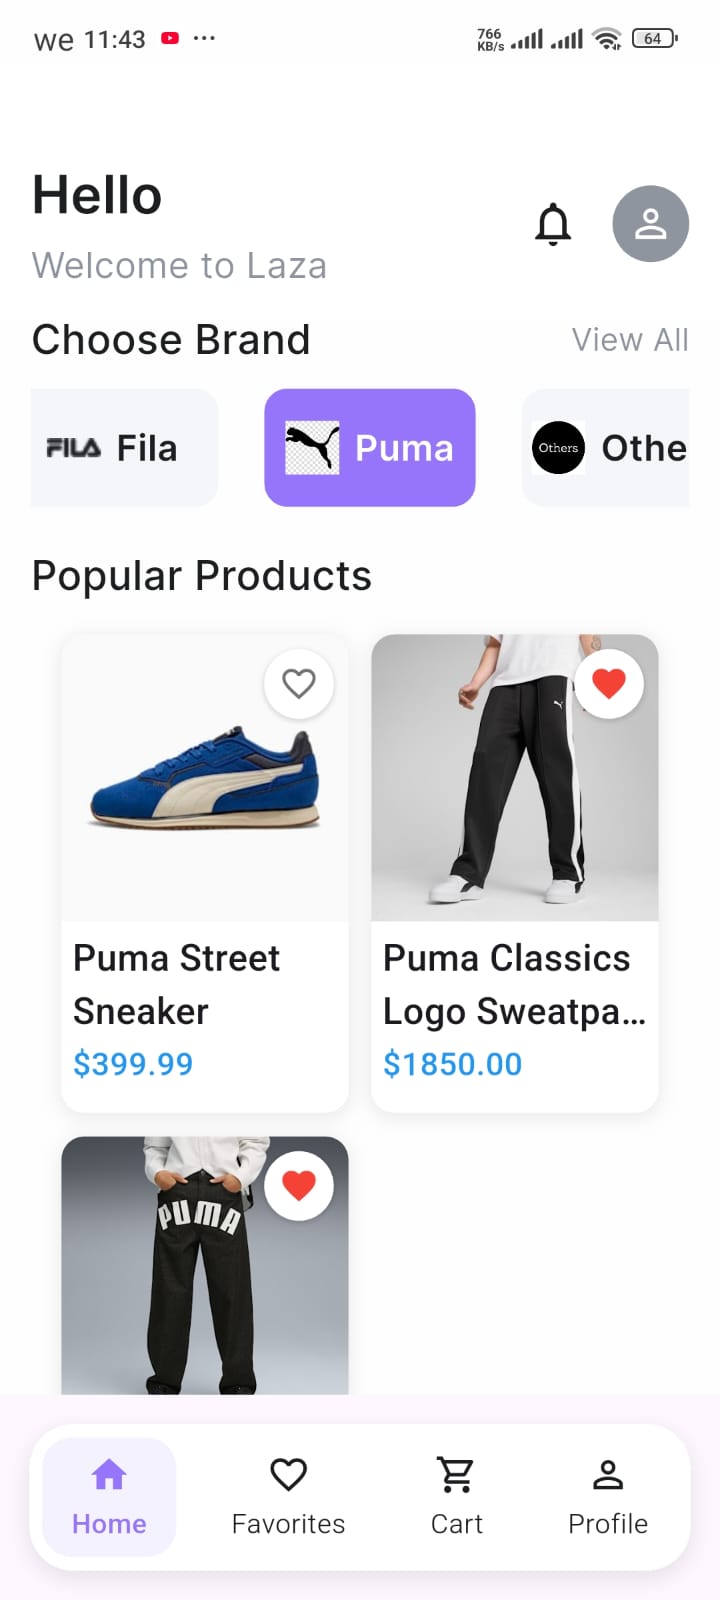 we 11:43 ...
766
KB/s
64
Hello
Welcome to Laza
Choose Brand
View All
FILA Fila
Puma
Others Othe
Popular Products
Puma Street
Sneaker
$399.99
Puma Classics
Logo Sweatpa...
$1850.00
PUMA
Home
Favorites
Cart
Profile